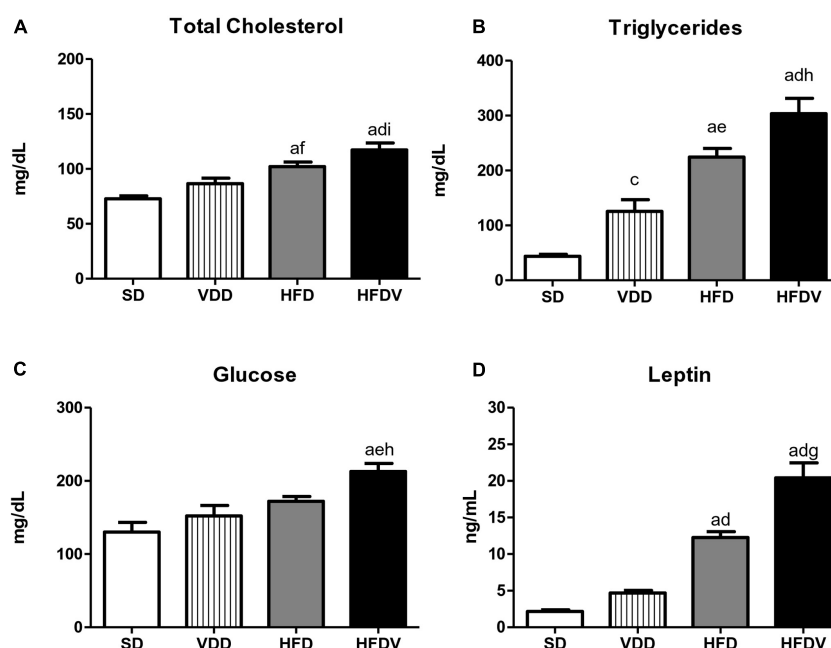 A
Total Cholesterol
200
150
100
50
0
mg/dL
af
adi
SD VDD HFD HFDV
B
Triglycerides
400
300
200
100
0
mg/dL
c
ae
adh
SD VDD HFD HFDV
C
Glucose
300
200
100
0
mg/dL
aeh
SD VDD HFD HFDV
D
Leptin
30
25
20
15
10
5
0
ng/mL
ad
adg
SD VDD HFD HFDV